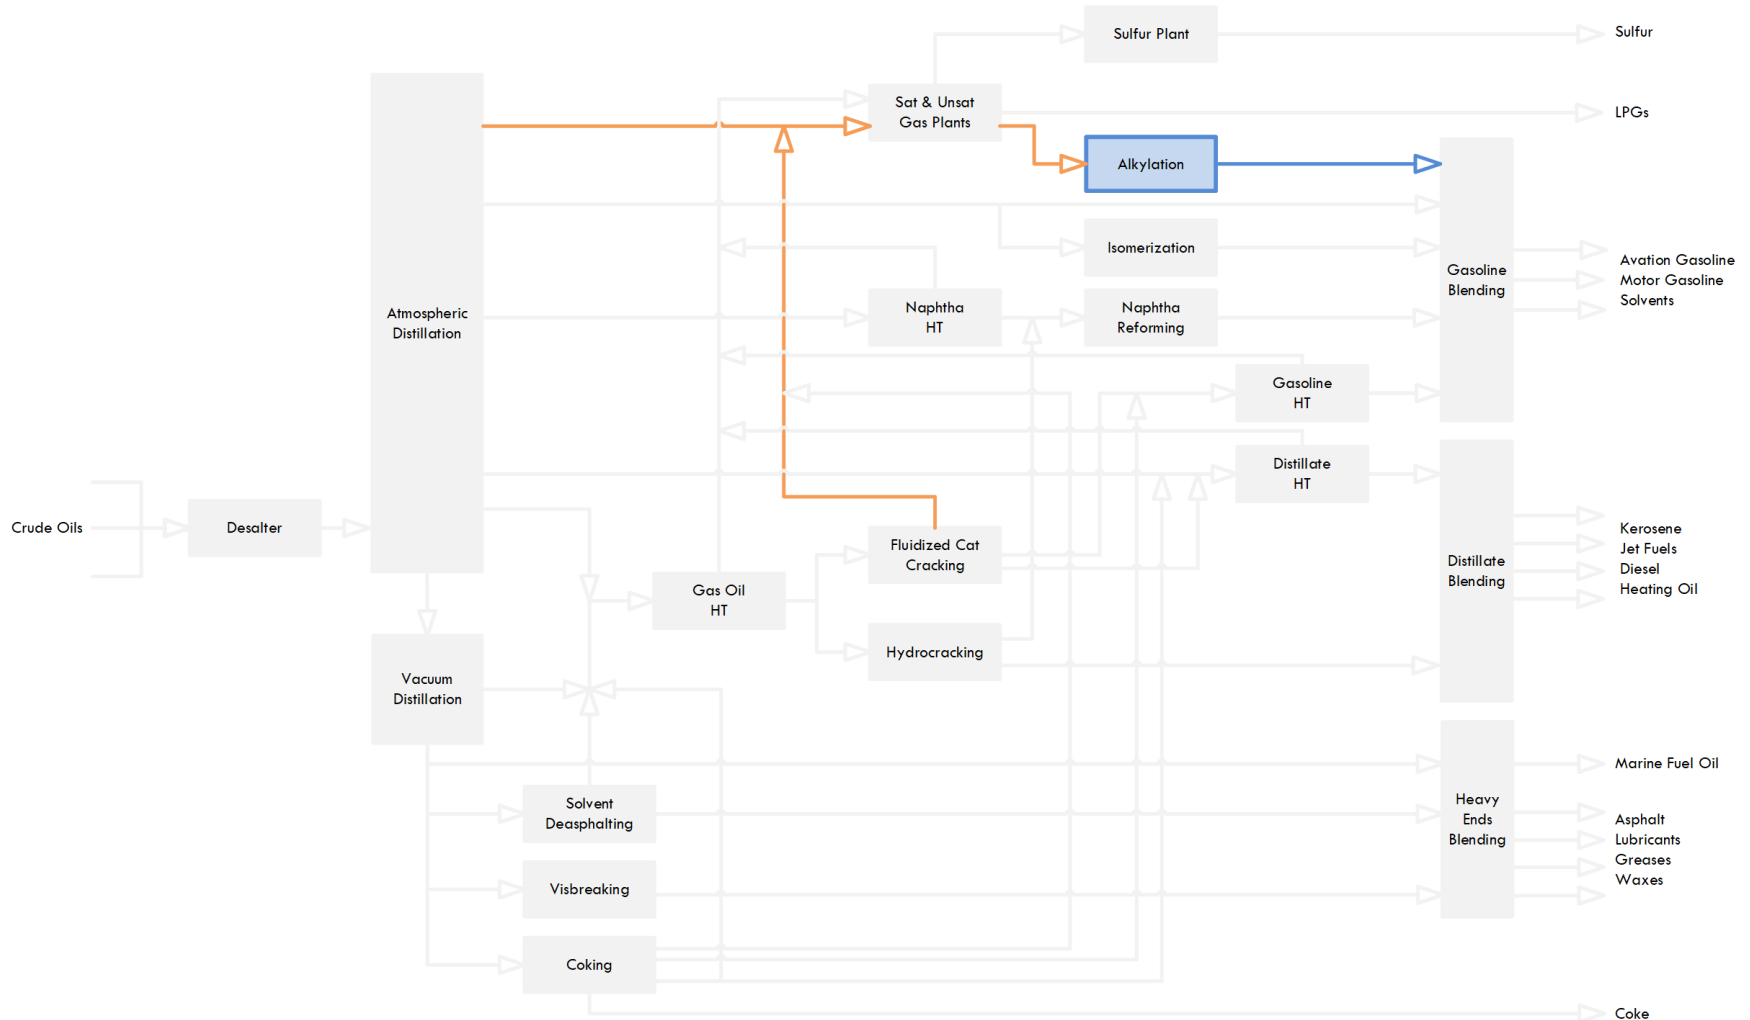 Sulfur Plant
Sulfur
Sat & Unsat
Gas Plants
LPGs
Alkylation
Isomerization
Gasoline
Blending
Avation Gasoline
Motor Gasoline
Solvents
Atmospheric
Distillation
Naphtha
HT
Naphtha
Reforming
Gasoline
HT
Distillate
HT
Crude Oils
Desalter
Fluidized Cat
Cracking
Gas Oil
HT
Hydrocracking
Distillate
Blending
Kerosene
Jet Fuels
Diesel
Heating Oil
Vacuum
Distillation
Solvent
Deasphalting
Visbreaking
Coking
Heavy
Ends
Blending
Marine Fuel Oil
Asphalt
Lubricants
Greases
Waxes
Coke